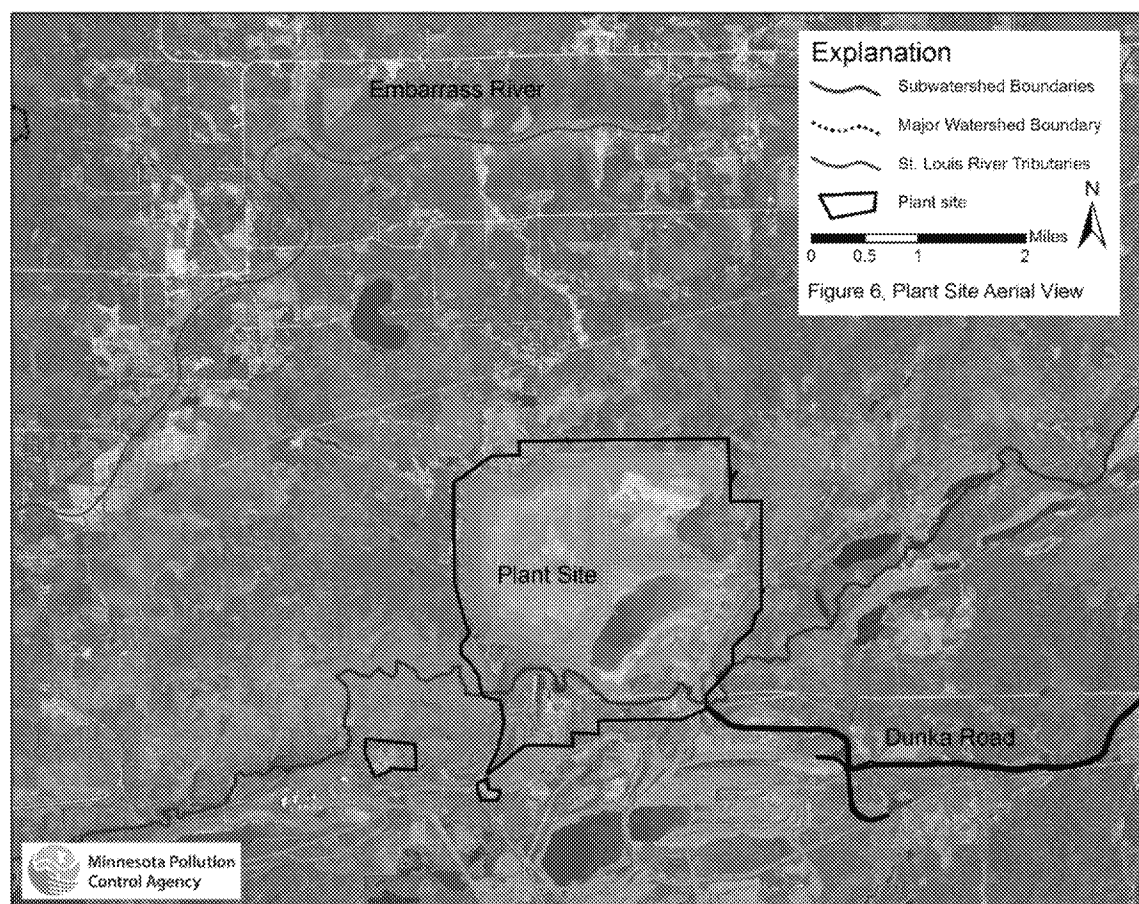 Embarrass River
Explanation
Subwatershed Boundaries
Major Watershed Boundary
St. Louis River Tributaries
Plant site
N
Miles
0 0.5 1 2
Figure 6, Plant Site Aerial View
Plant Site
Dunka Road
Minnesota Pollution
Control Agency